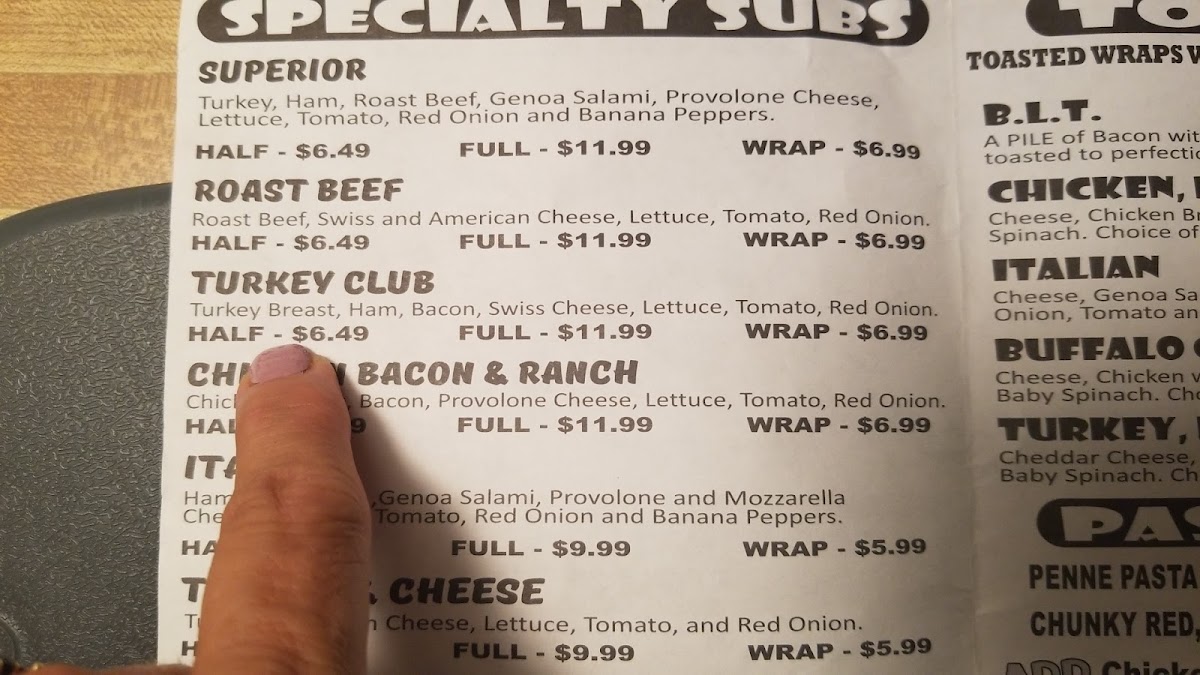 SPECIALTY SUBS
SUPERIOR
Turkey, Ham, Roast Beef, Genoa Salami, Provolone Cheese,
Lettuce, Tomato, Red Onion and Banana Peppers.
HALF - $6.49 FULL - $11.99 WRAP - $6.99
ROAST BEEF
Roast Beef, Swiss and American Cheese, Lettuce, Tomato, Red Onion.
HALF - $6.49 FULL - $11.99 WRAP - $6.99
TURKEY CLUB
Turkey Breast, Ham, Bacon, Swiss Cheese, Lettuce, Tomato, Red Onion.
HALF - $6.49 FULL - $11.99 WRAP - $6.99
BACON & RANCH
Bacon, Provolone Cheese, Lettuce, Tomato, Red Onion.
FULL - $11.99 WRAP - $6.99
Ham
,Genoa Salami, Provolone and Mozzarella
Tomato, Red Onion and Banana Peppers.
FULL - $9.99 WRAP - $5.99
& CHEESE
Cheese, Lettuce, Tomato, and Red Onion.
FULL - $9.99 WRAP - $5.99
TOASTED WRAPS
B.L.T.
A PILE of Bacon
toasted to
CHICKEN,
Cheese, Chicken
Spinach. Choice of
ITALIAN
Cheese, Genoa
Onion, Tomato
BUFFALO
Cheese, Chicken
Baby Spinach.
TURKEY,
Cheddar Cheese,
Baby Spinach.
PENNE PASTA
CHUNKY RED,
ADD